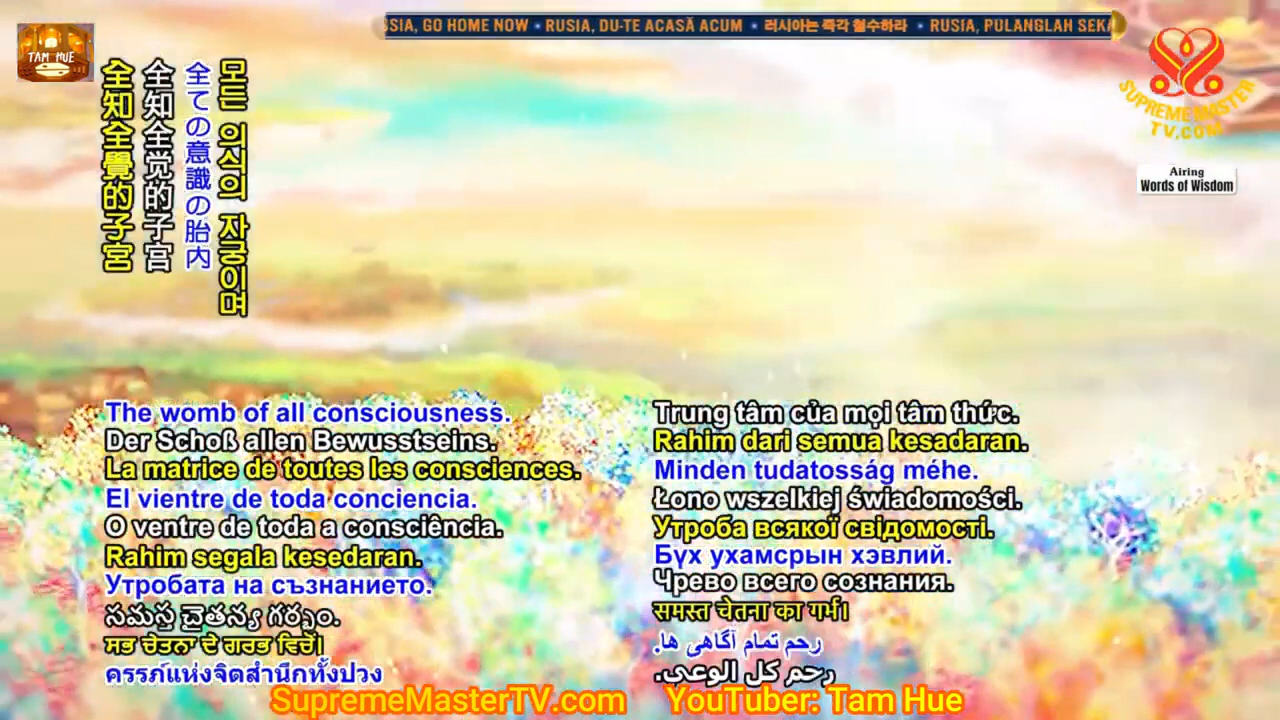 USIA, GO HOME NOW • RUSIA, DU-TE ACASĂ ACUM • 러시아는 즉각 철수하라 • RUSIA, PULANGLAH SEKA
TAM HUE
SUPREMEMASTER
TV.COM
Airing
Words of Wisdom
모든 의식의 자궁이며
全ての意識の胎内
全知全觉的子宫
全知全覺的子宮
The womb of all consciousness.
Der Schoß allen Bewusstseins.
La matrice de toutes les consciences.
El vientre de toda conciencia.
O ventre de toda a consciência.
Rahim segala kesedaran.
Утробата на съзнанието.
సమస్త చైతన్య గర్భం.
ਸਭ ਚੇਤਨਾ ਦੇ ਗਰਭ ਵਿਚੋਂ।
ครรภ์แห่งจิตสำนึกทั้งปวง
Trung tâm của mọi tâm thức.
Rahim dari semua kesadaran.
Minden tudatosság méhe.
Łono wszelkiej świadomości.
Утроба всякої свідомості.
Бүх ухамсрын хэвлий.
Чрево всего сознания.
समस्त चेतना का गर्भ।
رحم تمام آگاهی ها.
رحم كل الوعي.
SupremeMasterTV.com YouTuber: Tam Hue